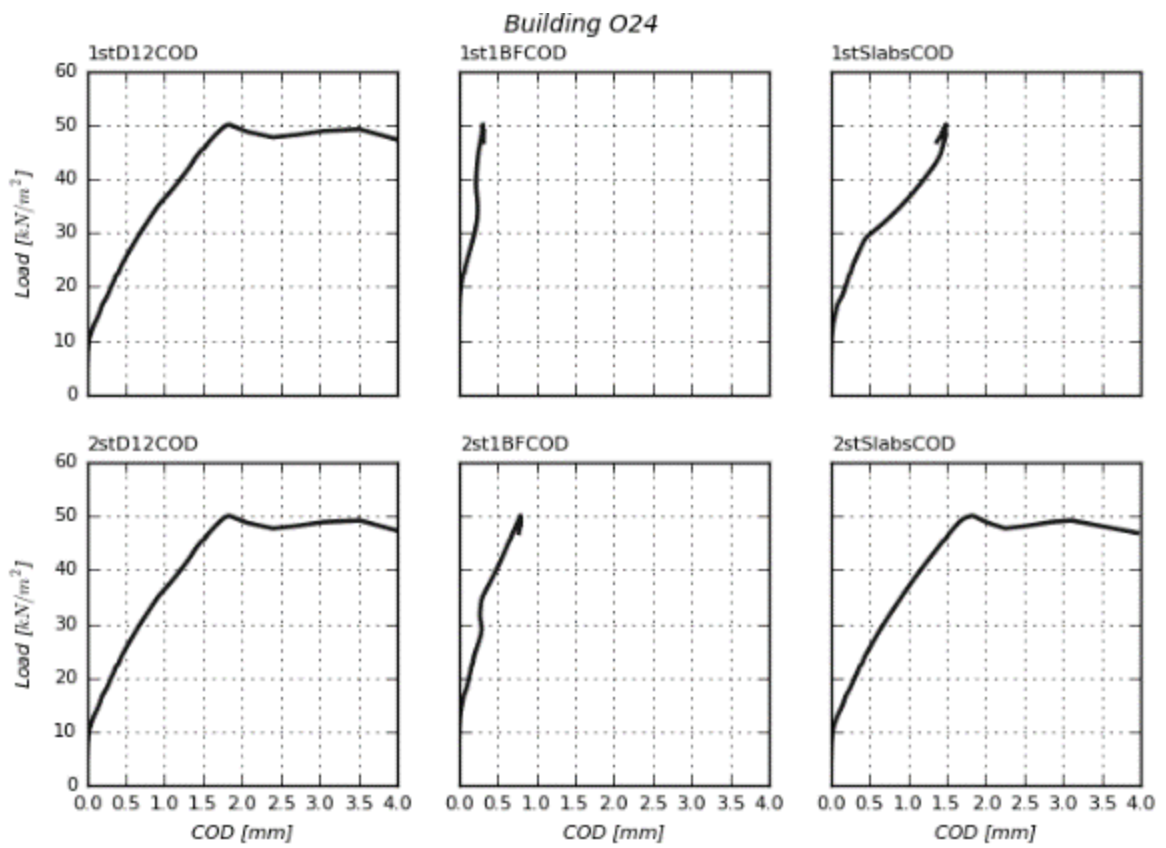 Building O24
1stD12COD
1st1BFCOD
1stSlabsCOD
60
50
40
30
20
10
0
Load [kN/m²]
2stD12COD
2st1BFCOD
2stSlabsCOD
60
50
40
30
20
10
0
Load [kN/m²]
0.0 0.5 1.0 1.5 2.0 2.5 3.0 3.5 4.0
0.0 0.5 1.0 1.5 2.0 2.5 3.0 3.5 4.0
0.0 0.5 1.0 1.5 2.0 2.5 3.0 3.5 4.0
COD [mm]
COD [mm]
COD [mm]